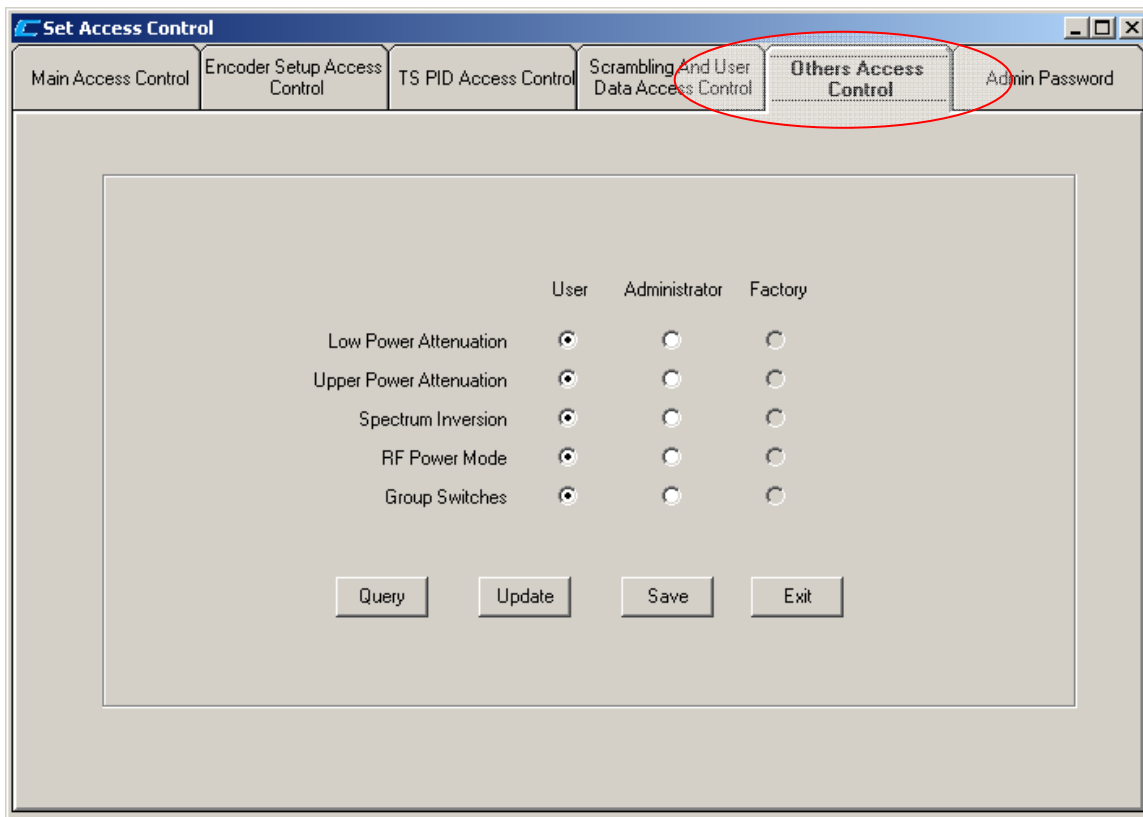 Set Access Control
Main Access Control
Encoder Setup Access
Control
TS PID Access Control
Scrambling And User
Data Access Control
Others Access
Control
Admin Password
User Administrator Factory
Low Power Attenuation
Upper Power Attenuation
Spectrum Inversion
RF Power Mode
Group Switches
Query Update Save Exit